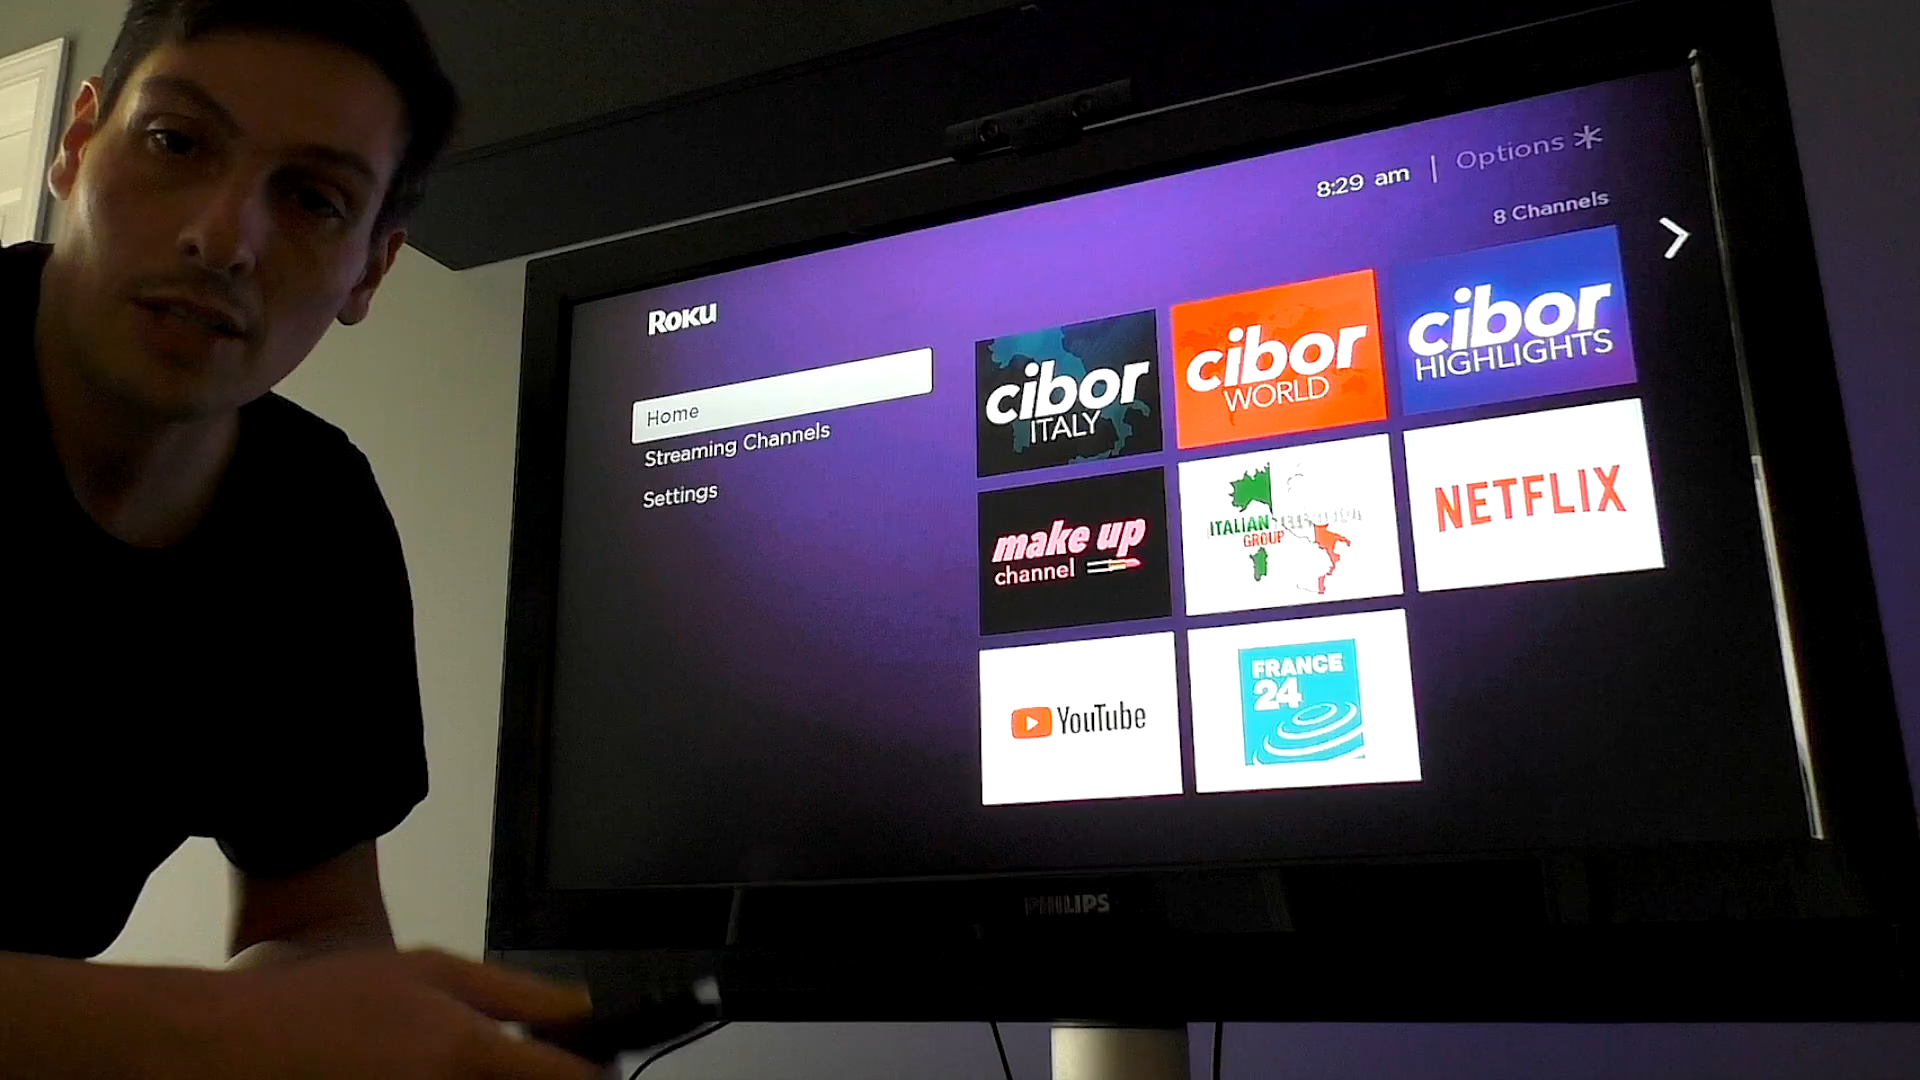 8:29 am | Options *
8 Channels
Roku
Home
Streaming Channels
Settings
cibor
ITALY
cibor
WORLD
cibor
HIGHLIGHTS
make up
channel
ITALIAN
GROUP
NETFLIX
YouTube
FRANCE
24
PHILIPS